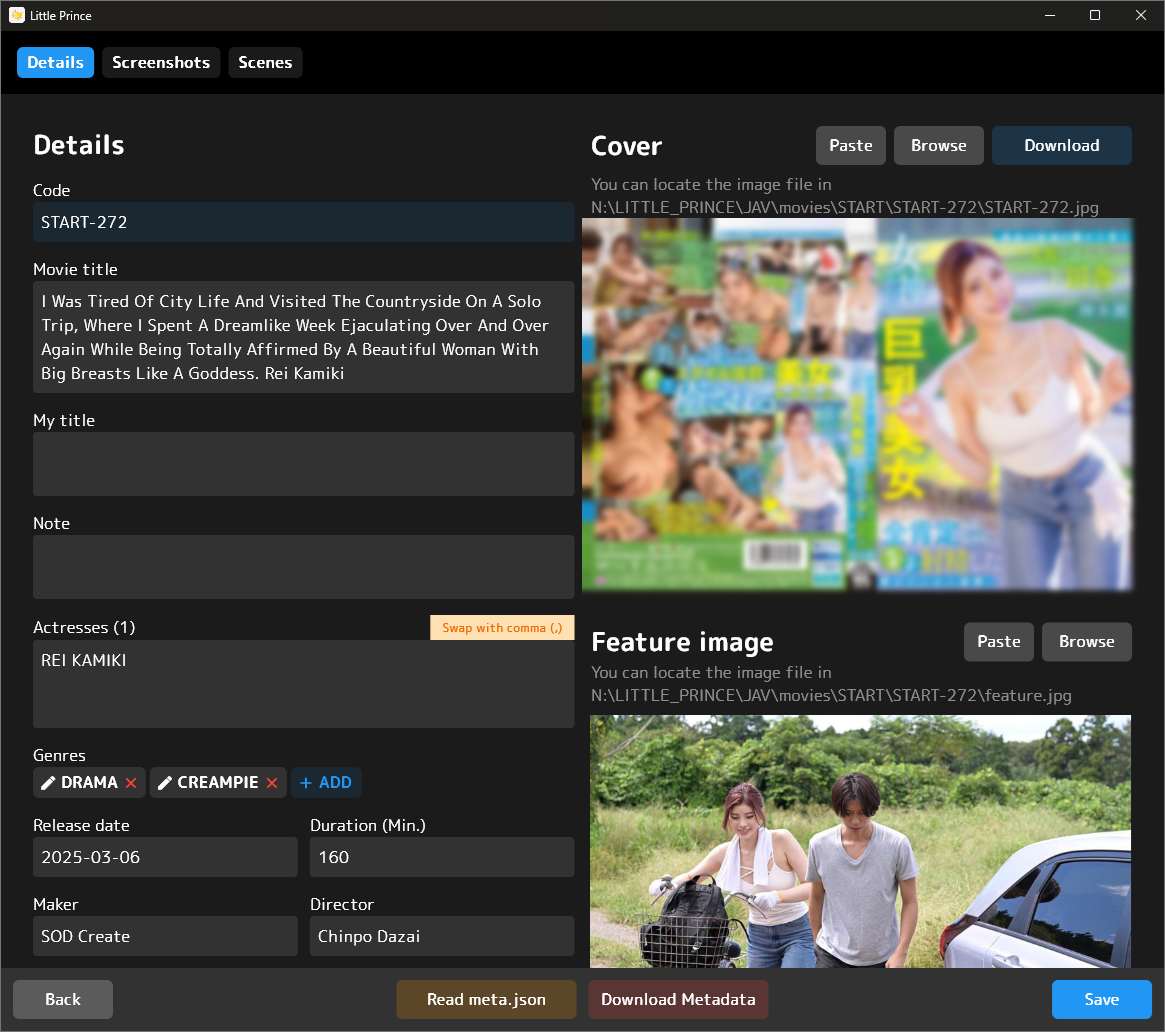 Little Prince
Details
Screenshots
Scenes
Details
Code
START-272
Movie title
I Was Tired Of City Life And Visited The Countryside On A Solo
Trip, Where I Spent A Dreamlike Week Ejaculating Over And Over
Again While Being Totally Affirmed By A Beautiful Woman With
Big Breasts Like A Goddess. Rei Kamiki
My title
Note
Actresses (1)
Swap with comma (,)
REI KAMIKI
Genres
DRAMA
CREAMPIE
+ ADD
Release date
Duration (Min.)
2025-03-06
160
Maker
Director
SOD Create
Chinpo Dazai
Cover
Paste
Browse
Download
You can locate the image file in
N:\LITTLE_PRINCE\JAV\movies\START\START-272\START-272.jpg
巨乳美女
Feature image
Paste
Browse
You can locate the image file in
N:\LITTLE_PRINCE\JAV\movies\START\START-272\feature.jpg
Back
Read meta.json
Download Metadata
Save